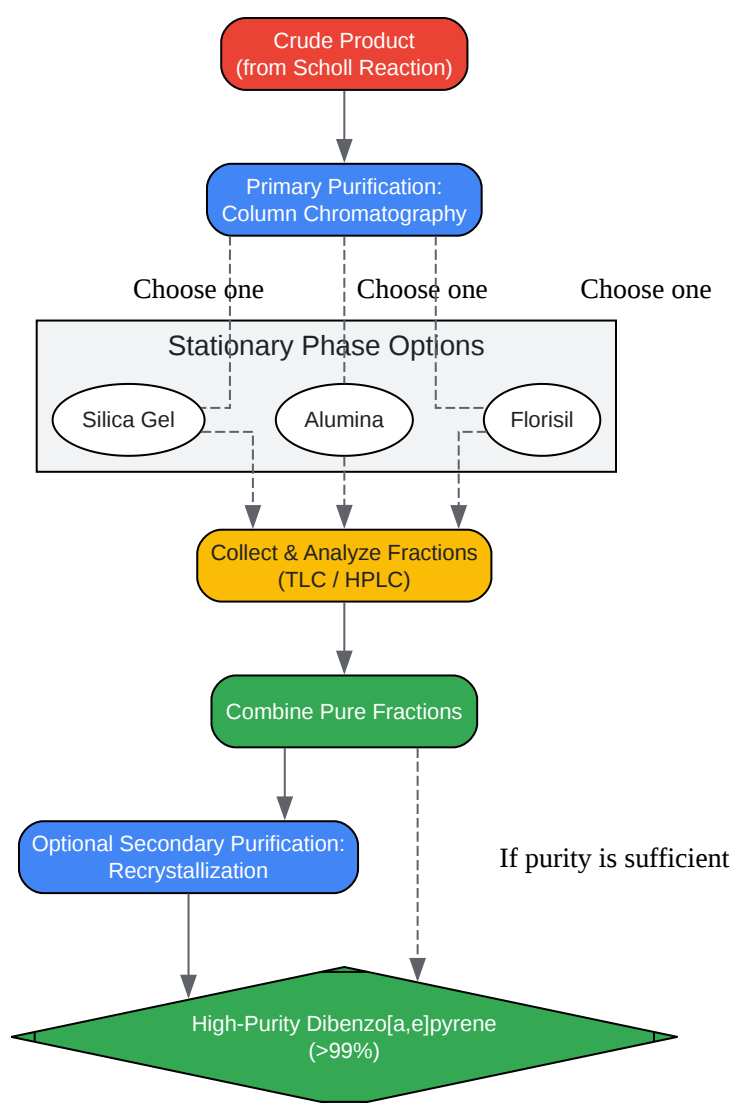 Crude Product
(from Scholl Reaction)
Primary Purification:
Column Chromatography
Choose one
Choose one
Choose one
Stationary Phase Options
Silica Gel
Alumina
Florisil
Collect & Analyze Fractions
(TLC / HPLC)
Combine Pure Fractions
Optional Secondary Purification:
Recrystallization
If purity is sufficient
High-Purity Dibenzo[a,e]pyrene
(>99%)